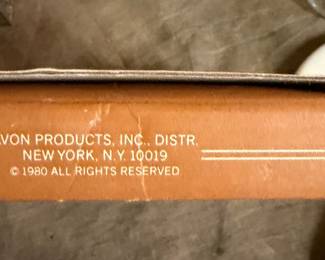 AVON PRODUCTS, INC., DISTR.
NEW YORK, N.Y. 10019
© 1980 ALL RIGHTS RESERVED